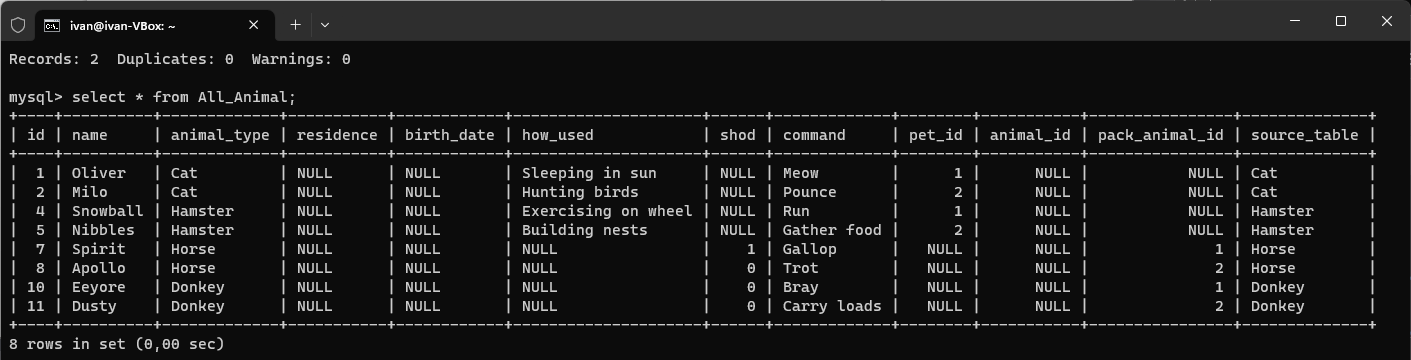 ivan@ivan-VBox: ~
Records: 2  Duplicates: 0  Warnings: 0
mysql> select * from All_Animal;
+----+----------+-------------+-----------+------------+---------------------+------+-------------+--------+-----------+----------------+--------------+
| id | name     | animal_type | residence | birth_date | how_used            | shod | command     | pet_id | animal_id | pack_animal_id | source_table |
+----+----------+-------------+-----------+------------+---------------------+------+-------------+--------+-----------+----------------+--------------+
|  1 | Oliver   | Cat         | NULL      | NULL       | Sleeping in sun     | NULL | Meow        |      1 |      NULL |           NULL | Cat          |
|  2 | Milo     | Cat         | NULL      | NULL       | Hunting birds       | NULL | Pounce      |      2 |      NULL |           NULL | Cat          |
|  4 | Snowball | Hamster     | NULL      | NULL       | Exercising on wheel | NULL | Run         |      1 |      NULL |           NULL | Hamster      |
|  5 | Nibbles  | Hamster     | NULL      | NULL       | Building nests      | NULL | Gather food |      2 |      NULL |           NULL | Hamster      |
|  7 | Spirit   | Horse       | NULL      | NULL       | NULL                |    1 | Gallop      |   NULL |      NULL |              1 | Horse        |
|  8 | Apollo   | Horse       | NULL      | NULL       | NULL                |    0 | Trot        |   NULL |      NULL |              2 | Horse        |
| 10 | Eeyore   | Donkey      | NULL      | NULL       | NULL                |    0 | Bray        |   NULL |      NULL |              1 | Donkey       |
| 11 | Dusty    | Donkey      | NULL      | NULL       | NULL                |    0 | Carry loads |   NULL |      NULL |              2 | Donkey       |
+----+----------+-------------+-----------+------------+---------------------+------+-------------+--------+-----------+----------------+--------------+
8 rows in set (0,00 sec)